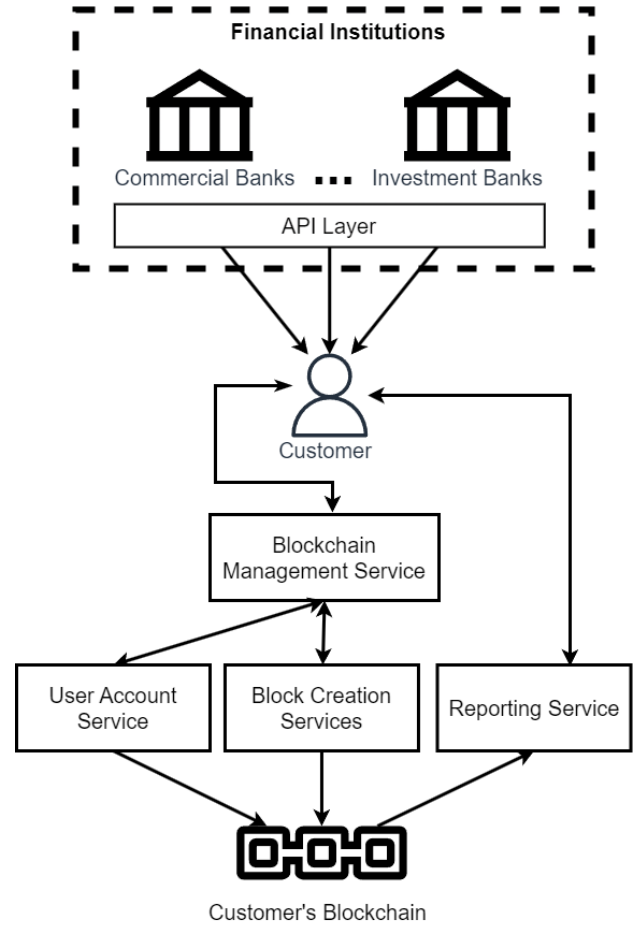 Financial Institutions
Commercial Banks ... Investment Banks
API Layer
Customer
Blockchain
Management Service
User Account
Service
Block Creation
Services
Reporting Service
Customer's Blockchain